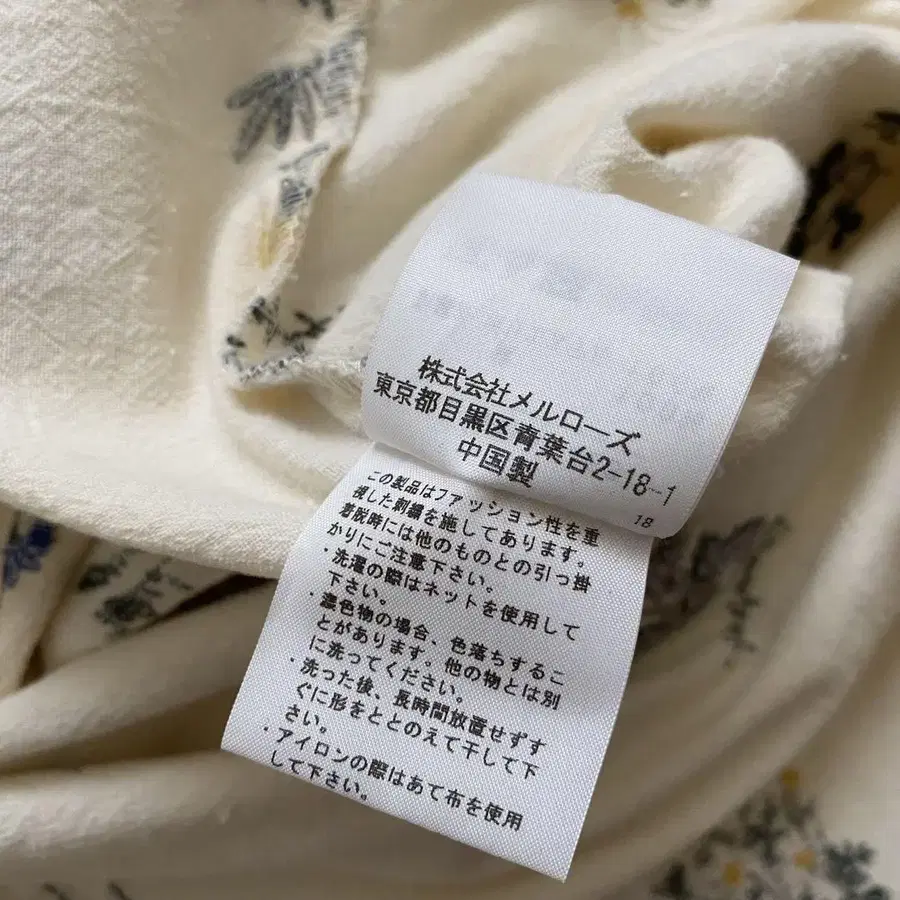 株式会社メルローズ
東京都目黒区青葉台2-18-1
中国製
18
この製品はファッション性を重
視した刺繍を施してあります。
着脱時には他のものとの引っ掛
かりにご注意下さい。
・洗濯の際はネットを使用して
下さい。
・濃色物の場合、色落ちするこ
とがあります。他の物とは別
に洗ってください。
・洗った後、長時間放置せずす
ぐに形をととのえて干して下
さい。
・アイロンの際はあて布を使用
して下さい。